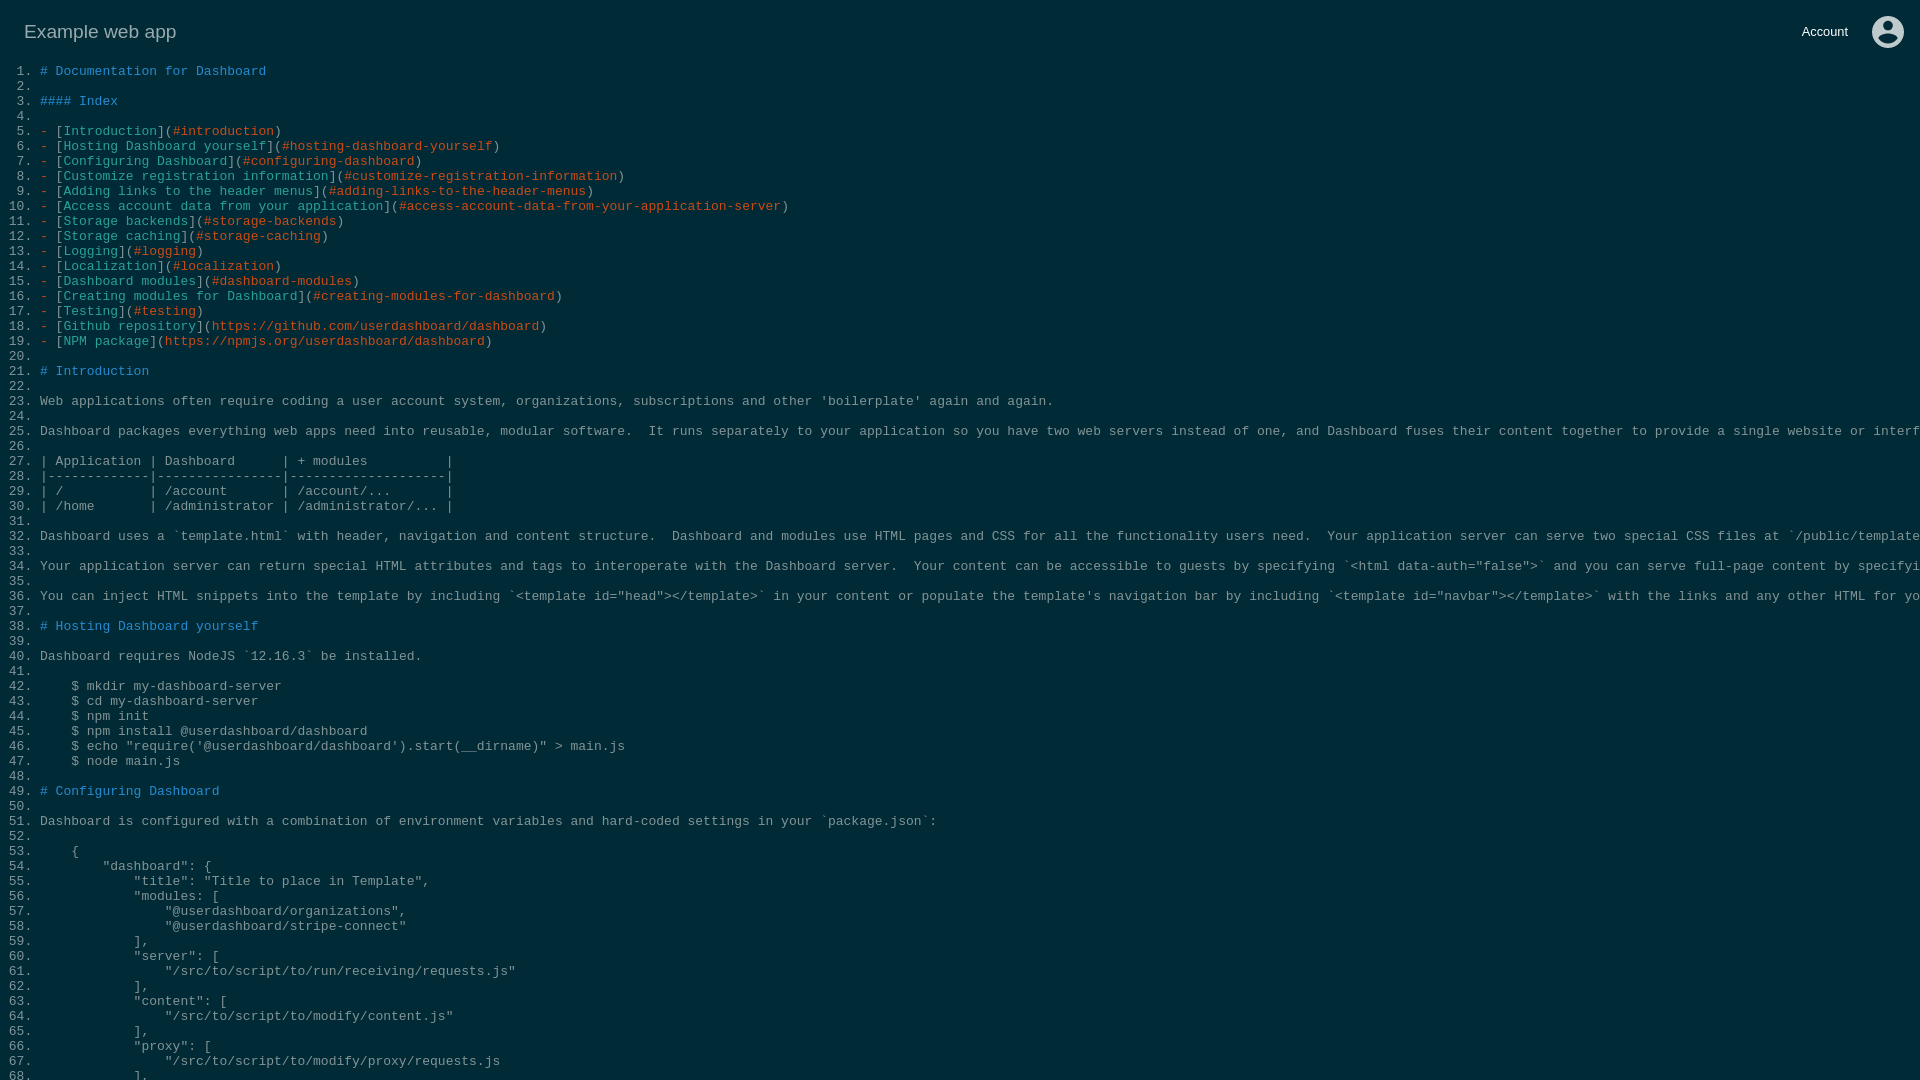 Example web app
Account
1. # Documentation for Dashboard
2.
3. #### Index
4.
5. - [Introduction](#introduction)
6. - [Hosting Dashboard yourself](#hosting-dashboard-yourself)
7. - [Configuring Dashboard](#configuring-dashboard)
8. - [Customize registration information](#customize-registration-information)
9. - [Adding links to the header menus](#adding-links-to-the-header-menus)
10. - [Access account data from your application](#access-account-data-from-your-application-server)
11. - [Storage backends](#storage-backends)
12. - [Storage caching](#storage-caching)
13. - [Logging](#logging)
14. - [Localization](#localization)
15. - [Dashboard modules](#dashboard-modules)
16. - [Creating modules for Dashboard](#creating-modules-for-dashboard)
17. - [Testing](#testing)
18. - [Github repository](https://github.com/userdashboard/dashboard)
19. - [NPM package](https://npmjs.org/userdashboard/dashboard)
20.
21. # Introduction
22.
23. Web applications often require coding a user account system, organizations, subscriptions and other 'boilerplate' again and again.
24.
25. Dashboard packages everything web apps need into reusable, modular software.  It runs separately to your application so you have two web servers instead of one, and Dashboard fuses their content together to provide a single website or interf
26.
27. | Application | Dashboard      | + modules          |
28. |-------------|----------------|--------------------|
29. | /           | /account       | /account/...       |
30. | /home       | /administrator | /administrator/... |
31.
32. Dashboard uses a `template.html` with header, navigation and content structure.  Dashboard and modules use HTML pages and CSS for all the functionality users need.  Your application server can serve two special CSS files at `/public/template
33.
34. Your application server can return special HTML attributes and tags to interoperate with the Dashboard server.  Your content can be accessible to guests by specifying `<html data-auth="false">` and you can serve full-page content by specifyi
35.
36. You can inject HTML snippets into the template by including `<template id="head"></template>` in your content or populate the template's navigation bar by including `<template id="navbar"></template>` with the links and any other HTML for yo
37.
38. # Hosting Dashboard yourself
39.
40. Dashboard requires NodeJS `12.16.3` be installed.
41.
42.     $ mkdir my-dashboard-server
43.     $ cd my-dashboard-server
44.     $ npm init
45.     $ npm install @userdashboard/dashboard
46.     $ echo "require('@userdashboard/dashboard').start(__dirname)" > main.js
47.     $ node main.js
48.
49. # Configuring Dashboard
50.
51. Dashboard is configured with a combination of environment variables and hard-coded settings in your `package.json`:
52.
53.     {
54.         "dashboard": {
55.             "title": "Title to place in Template",
56.             "modules: [
57.                 "@userdashboard/organizations",
58.                 "@userdashboard/stripe-connect"
59.             ],
60.             "server": [
61.                 "/src/to/script/to/run/receiving/requests.js"
62.             ],
63.             "content": [
64.                 "/src/to/script/to/modify/content.js"
65.             ],
66.             "proxy": [
67.                 "/src/to/script/to/modify/proxy/requests.js
68.             ],